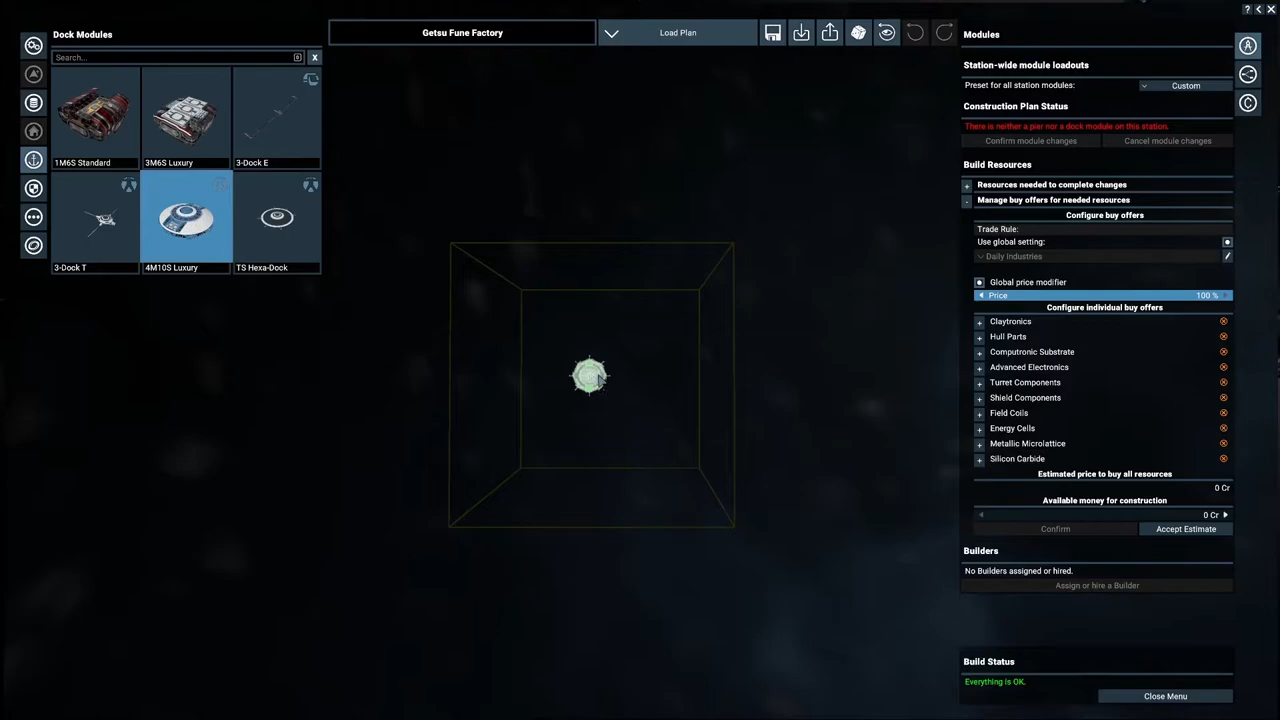 ? < X
Dock Modules
Search...
X
1M6S Standard
3M6S Luxury
3-Dock E
3-Dock T
4M10S Luxury
TS Hexa-Dock
Getsu Fune Factory
Load Plan
Modules
Station-wide module loadouts
Preset for all station modules:
Custom
Construction Plan Status
There is neither a pier nor a dock module on this station.
Confirm module changes
Cancel module changes
Build Resources
+ Resources needed to complete changes
- Manage buy offers for needed resources
Configure buy offers
Trade Rule:
Use global setting:
Daily Industries
Global price modifier
Price 100 %
Configure individual buy offers
+ Claytronics
+ Hull Parts
+ Computronic Substrate
+ Advanced Electronics
+ Turret Components
+ Shield Components
+ Field Coils
+ Energy Cells
+ Metallic Microlattice
+ Silicon Carbide
Estimated price to buy all resources
0 Cr
Available money for construction
0 Cr
Confirm
Accept Estimate
Builders
No Builders assigned or hired.
Assign or hire a Builder
Build Status
Everything is OK.
Close Menu